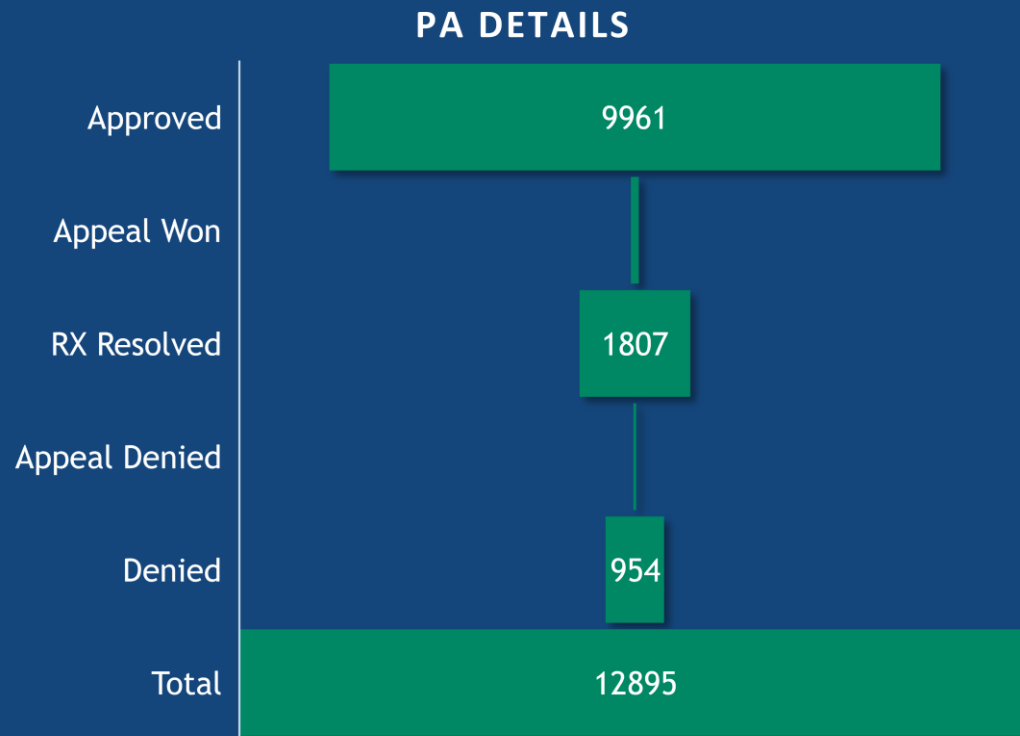 PA DETAILS
Approved
9961
Appeal Won
RX Resolved
1807
Appeal Denied
Denied
954
Total
12895